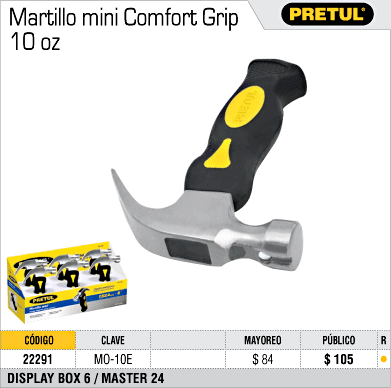 Martillo mini Comfort Grip
10 oz
PRETUL®
PRETUL
CÓDIGO CLAVE MAYOREO PÚBLICO R
22291 MO-10E $ 84 $ 105
DISPLAY BOX 6 / MASTER 24